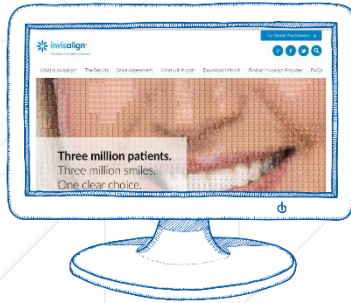 For Dental Practitioners
invisalign
What is Invisalign? The Results Smile Assessment What will it cost? Download Info Kit Find an Invisalign Provider FAQs
Three million patients.
Three million smiles.
One clear choice.